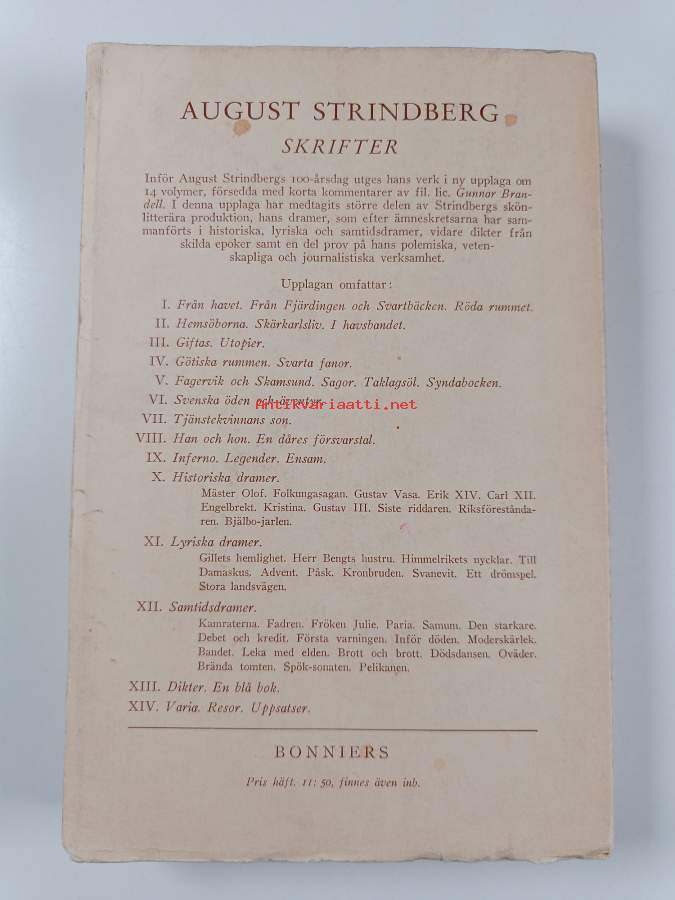 AUGUST STRINDBERG
SKRIFTER
Inför August Strindbergs 100-årsdag utges hans verk i ny upplaga om
14 volymer, försedda med korta kommentarer av fil. lic. Gunnar Bran-
dell. I denna upplaga har medtagits större delen av Strindbergs skön-
litterära produktion, hans dramer, som efter ämneskretsarna har sam-
manförts i historiska, lyriska och samtidsdramer, vidare dikter från
skilda epoker samt en del prov på hans polemiska, veten-
skapliga och journalistiska verksamhet.
Upplagan omfattar:
I. Från havet. Från Fjärdingen och Svartbäcken. Röda rummet.
II. Hemsöborna. Skärkarlsliv. I havsbandet.
III. Giftas. Utopier.
IV. Götiska rummen. Svarta fanor.
V. Fagervik och Skamsund. Sagor. Taklagsöl. Syndabocken.
VI. Svenska öden och äventyr.
Antikvariaatti.net
VII. Tjänstekvinnans son.
VIII. Han och hon. En dåres försvarstal.
IX. Inferno. Legender. Ensam.
X. Historiska dramer.
Mäster Olof. Folkungasagan. Gustav Vasa. Erik XIV. Carl XII.
Engelbrekt. Kristina. Gustav III. Siste riddaren. Riksförestånda-
ren. Bjälbo-jarlen.
XI. Lyriska dramer.
Gillets hemlighet. Herr Bengts hustru. Himmelrikets nycklar. Till
Damaskus. Advent. Påsk. Kronbruden. Svanevit. Ett drömspel.
Stora landsvägen.
XII. Samtidsdramer.
Kamraterna. Fadren. Fröken Julie. Paria. Samum. Den starkare.
Debet och kredit. Första varningen. Inför döden. Moderskärlek.
Bandet. Leka med elden. Brott och brott. Dödsdansen. Oväder.
Brända tomten. Spök-sonaten. Pelikanen.
XIII. Dikter. En blå bok.
XIV. Varia. Resor. Uppsatser.
BONNIERS
Pris häft. 11: 50, finnes även inb.